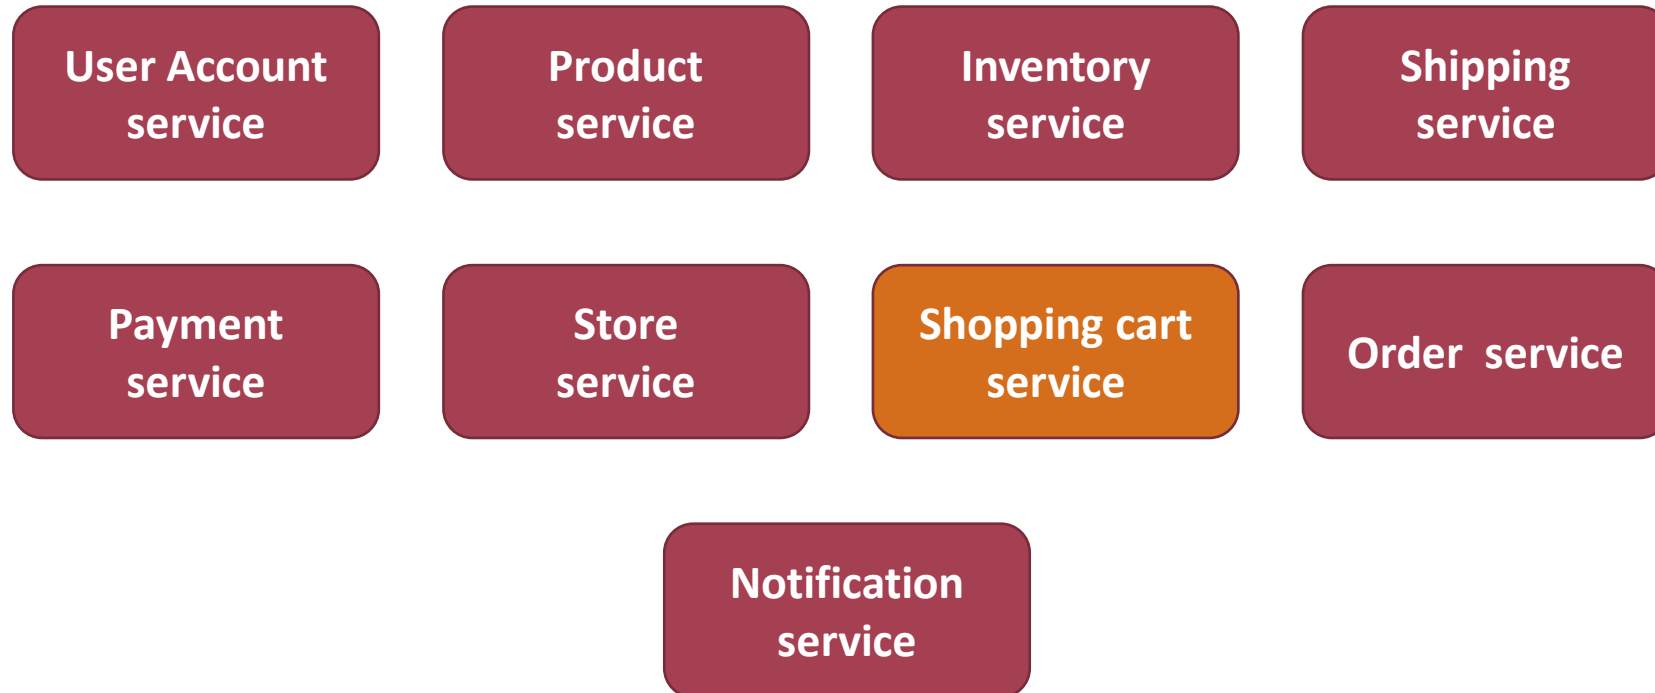 User Account
service
Product
service
Inventory
service
Shipping
service
Payment
service
Store
service
Shopping cart
service
Order  service
Notification
service